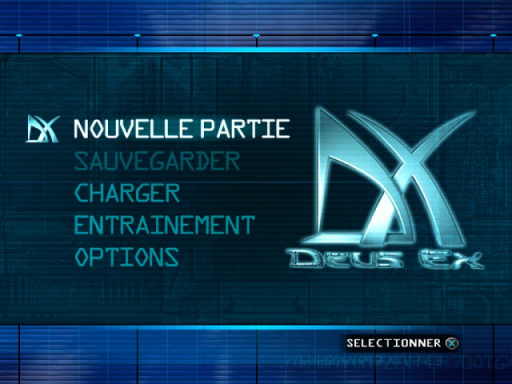 NOUVELLE PARTIE
SAUVEGARDER
CHARGER
ENTRAINEMENT
OPTIONS
DEUS EX
SELECTIONNER